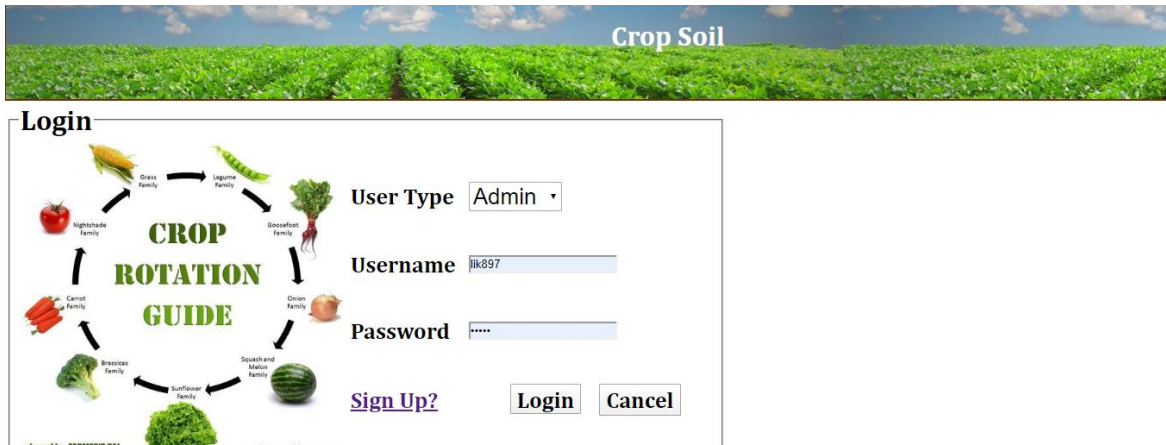 Crop Soil
Login
Grass
Family
Legume
Family
Nightshade
Family
Goosefoot
Family
CROP
ROTATION
GUIDE
Carrot
Family
Onion
Family
Brassicas
Family
Squash and
Melon
Family
Sunflower
Family
User Type Admin
Username lik897
Password •••••
Sign Up? Login Cancel